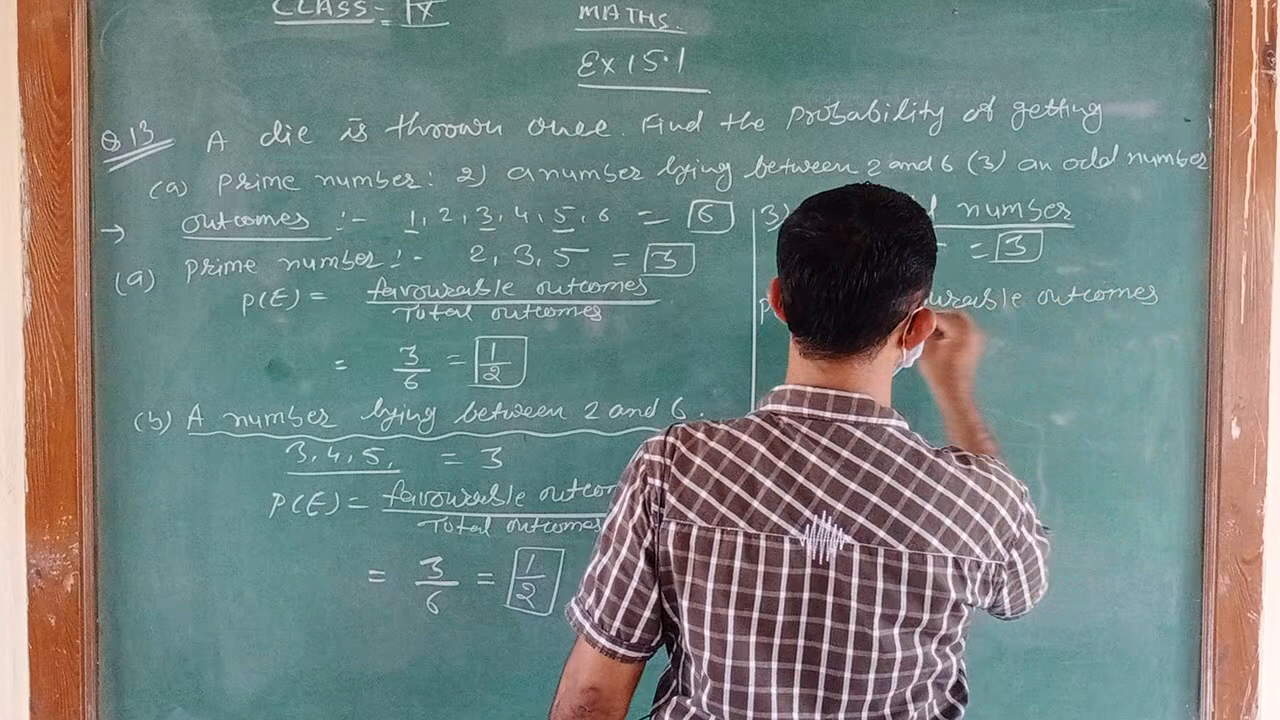 CLASS - IX
MATHS.
Ex 15.1
Q 13 A die is thrown once. Find the probability of getting
(a) Prime number: 2) a number lying between 2 and 6 (3) an odd number
→ outcomes :- 1, 2, 3, 4, 5, 6 = 6
(a) Prime number :- 2, 3, 5 = 3
P(E) = favourable outcomes
Total outcomes
= 3/6 = 1/2
(b) A number lying between 2 and 6.
3, 4, 5, = 3
P(E) = favourable outco
Total outcomes
= 3/6 = 1/2
3) number
= 3
outcomes